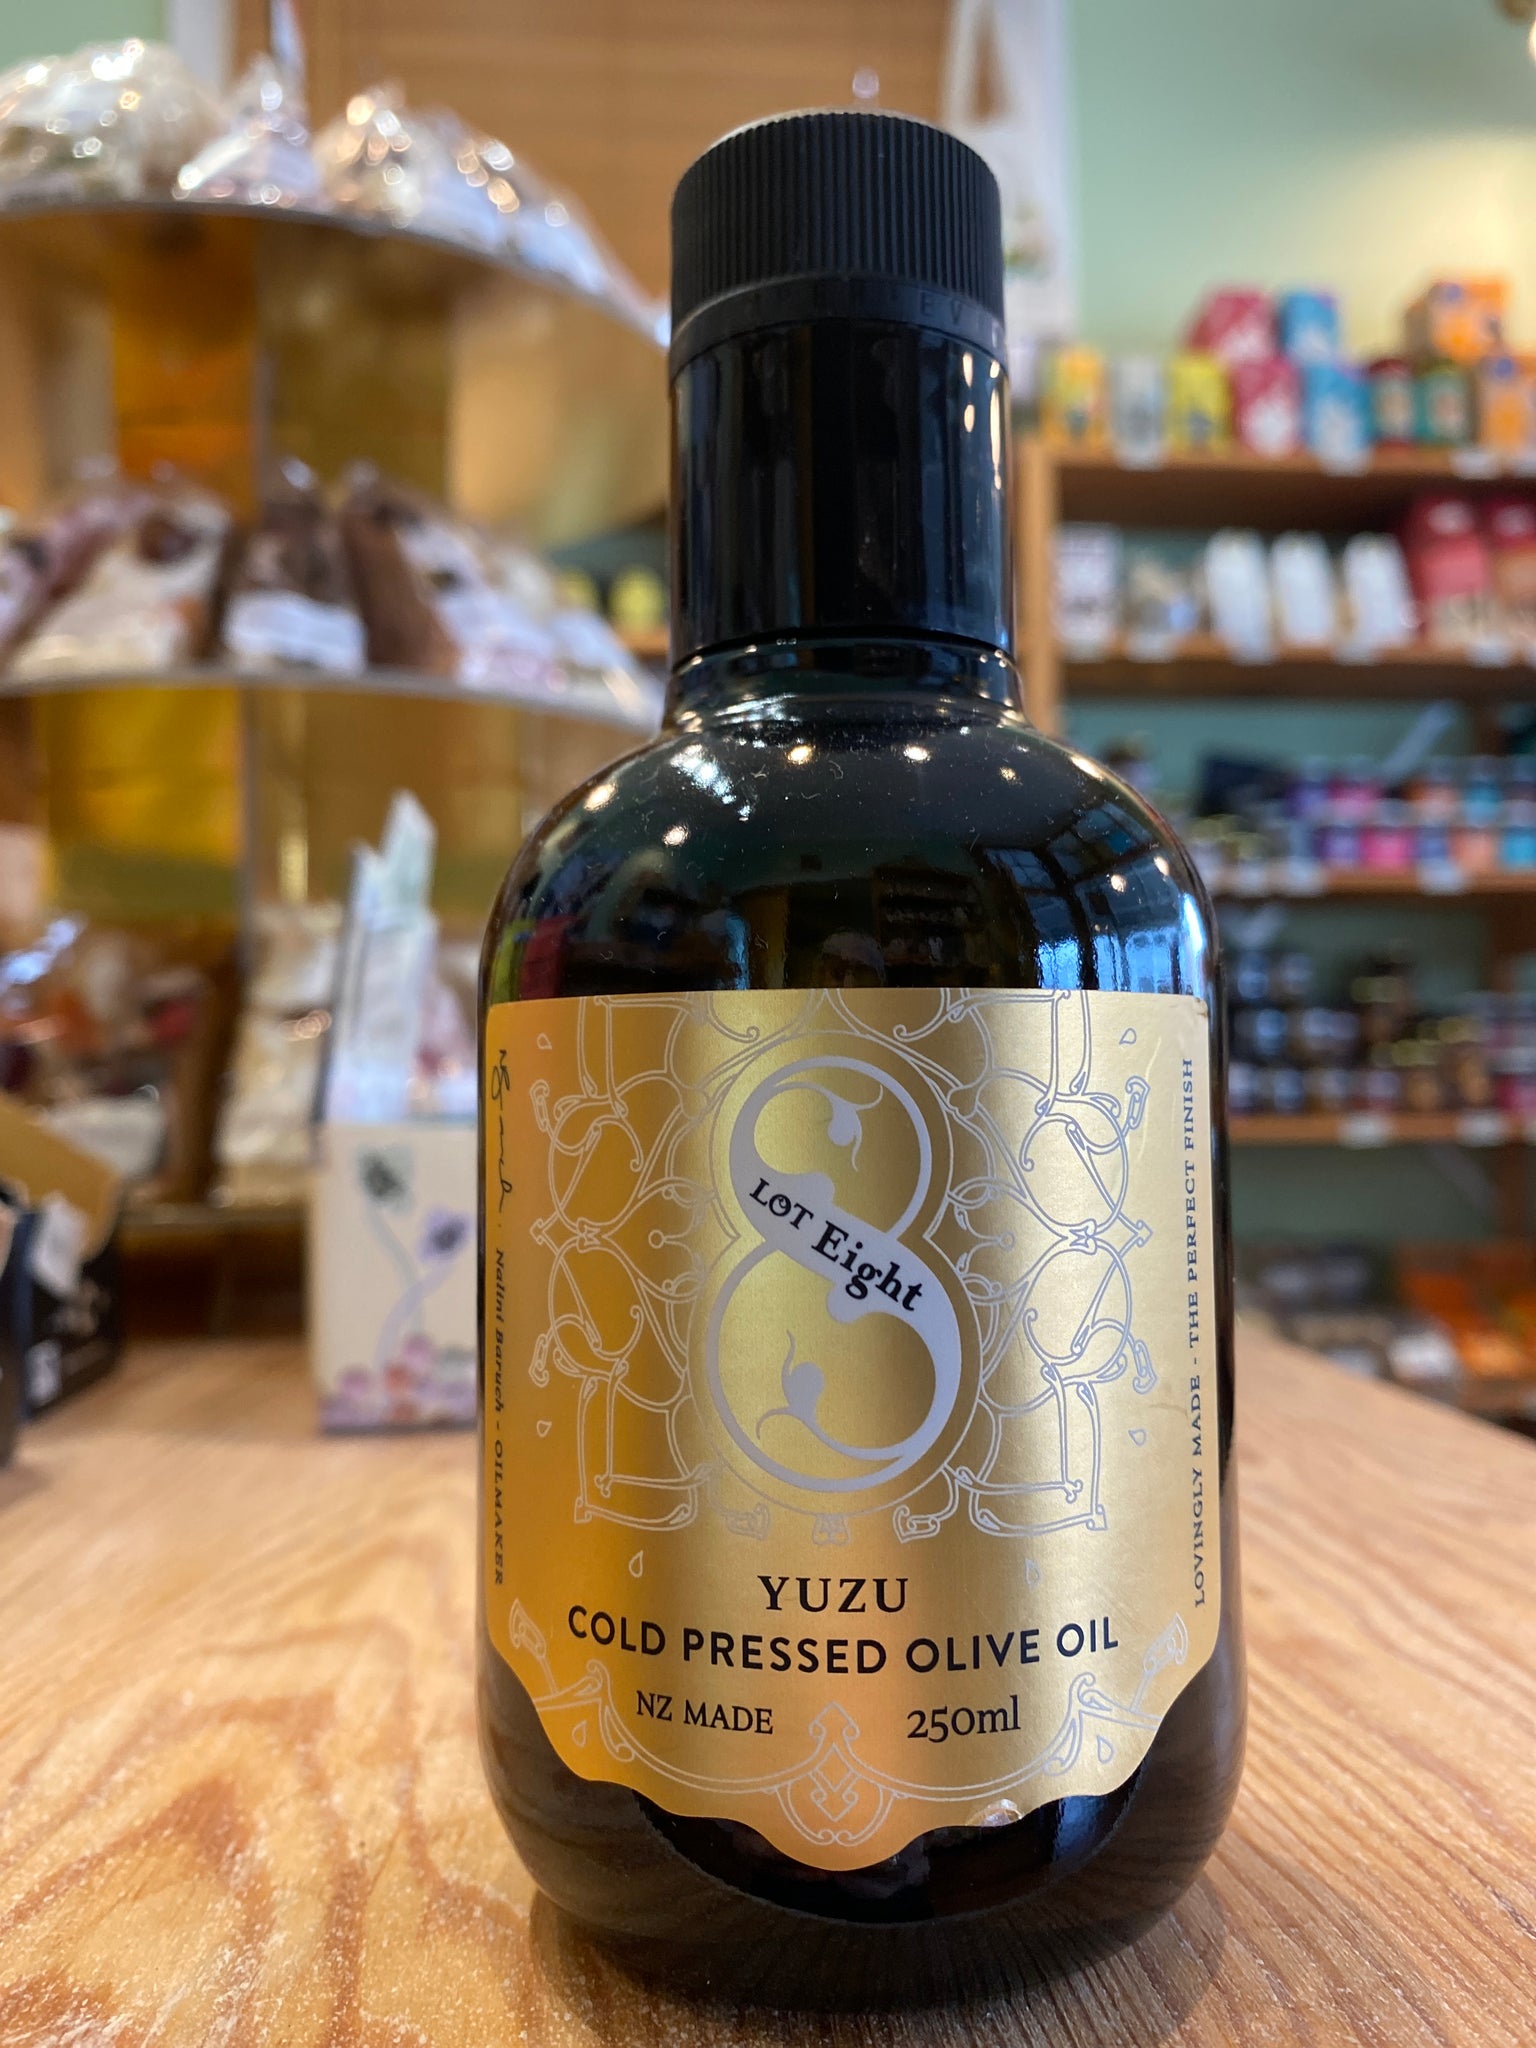 LOT Eight
YUZU
COLD PRESSED OLIVE OIL
NZ MADE 250ml
Nalini Baruch - OILMAKER
LOVINGLY MADE - THE PERFECT FINISH